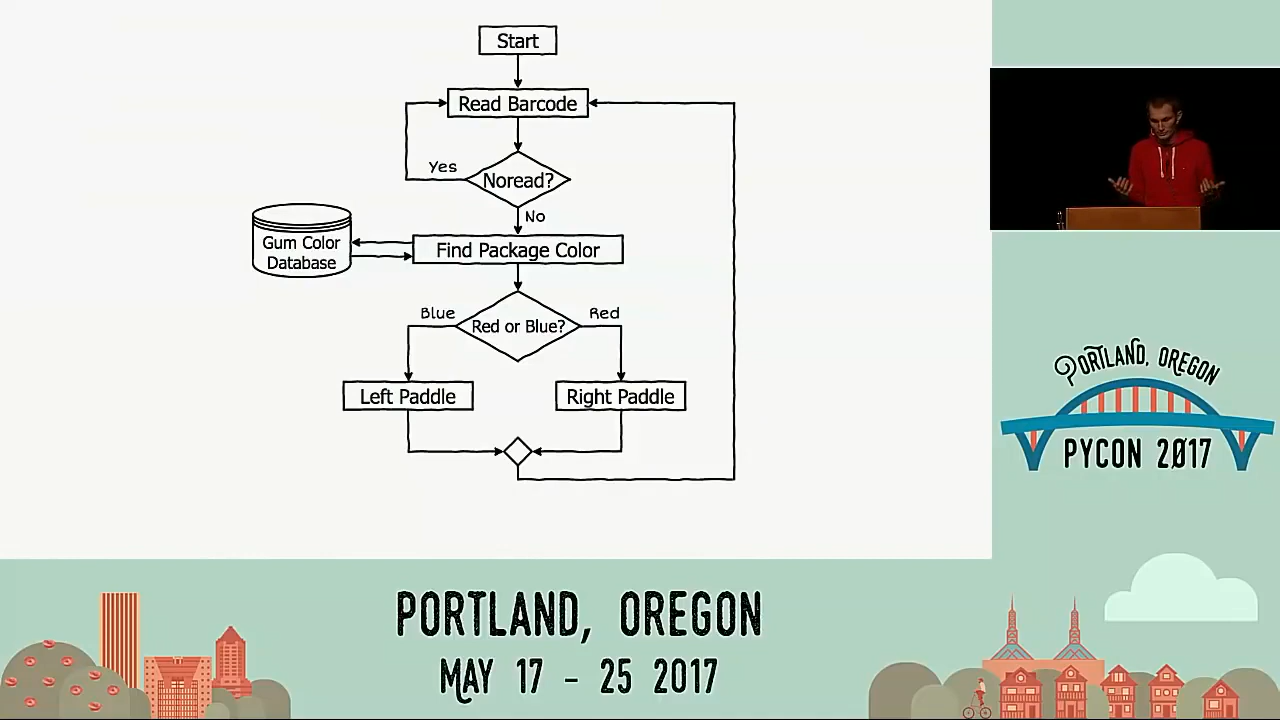 Start
Read Barcode
Yes
Noread?
No
Gum Color
Database
Find Package Color
Blue
Red or Blue?
Red
Left Paddle
Right Paddle
PORTLAND, OREGON
PYCON 2017
PORTLAND, OREGON
MAY 17 - 25 2017